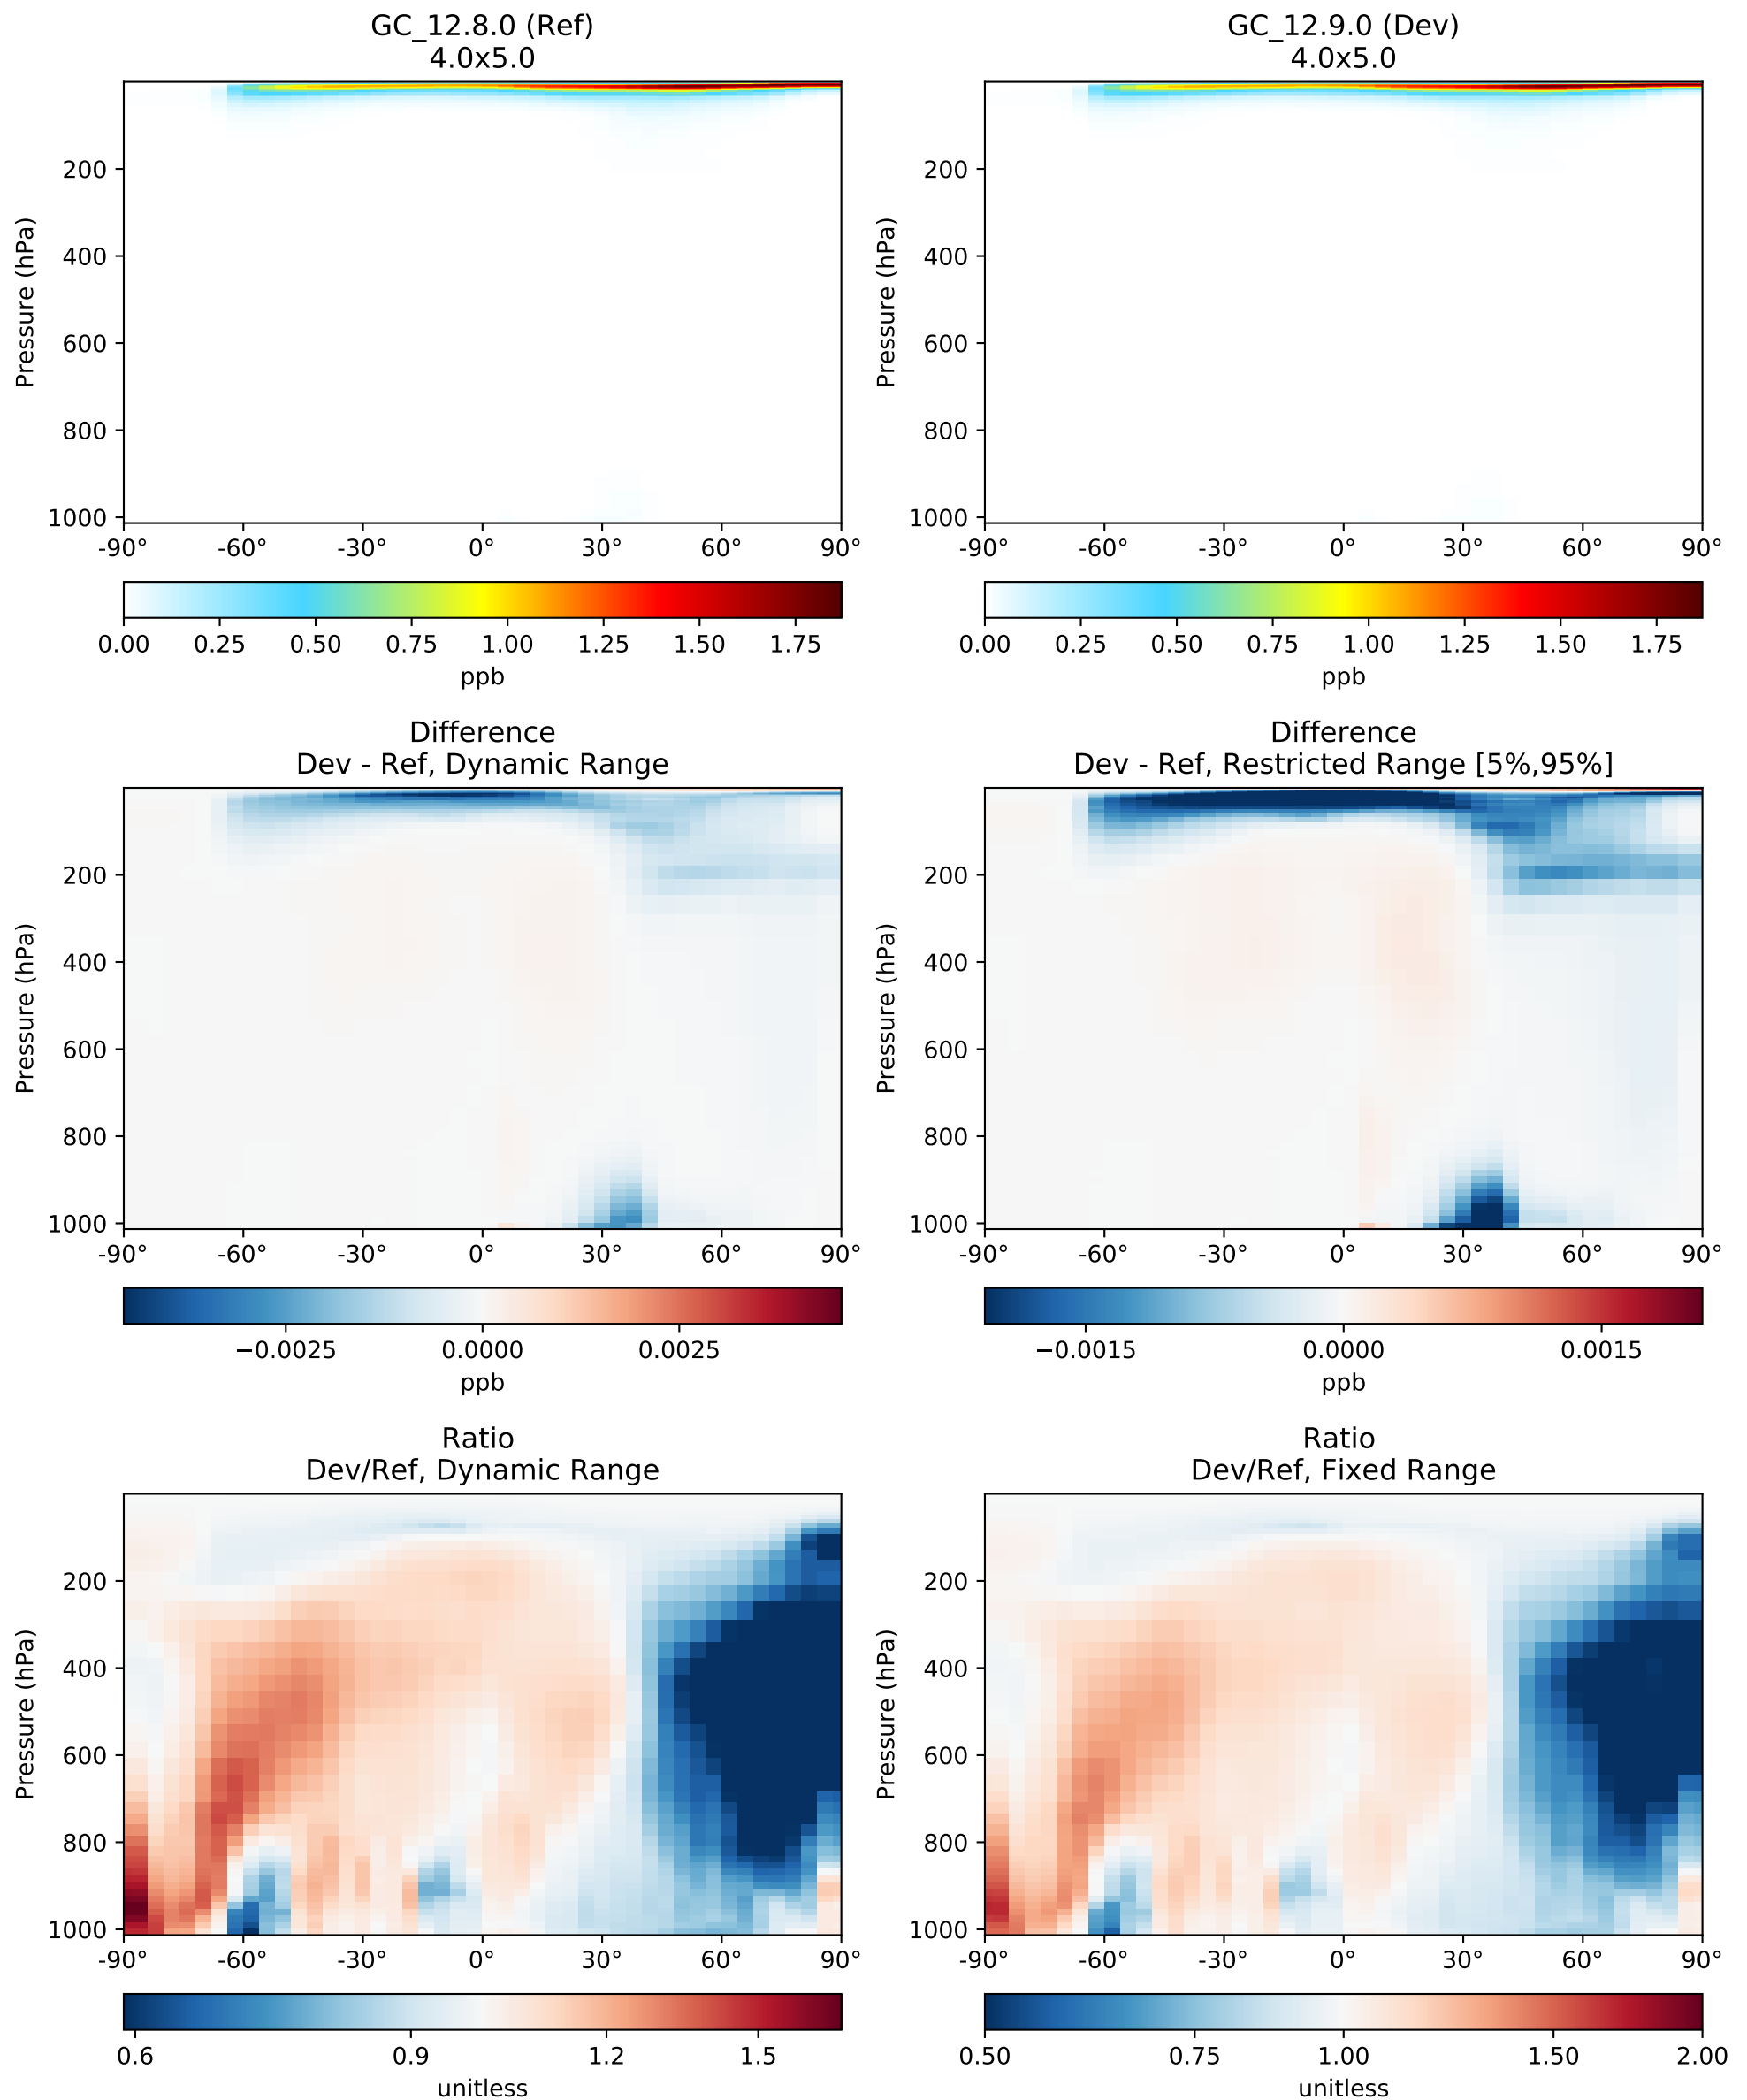 GC_12.8.0 (Ref)
4.0x5.0
Pressure (hPa)
200
400
600
800
1000
-90° -60° -30° 0° 30° 60° 90°
0.00 0.25 0.50 0.75 1.00 1.25 1.50 1.75
ppb
GC_12.9.0 (Dev)
4.0x5.0
Pressure (hPa)
200
400
600
800
1000
-90° -60° -30° 0° 30° 60° 90°
0.00 0.25 0.50 0.75 1.00 1.25 1.50 1.75
ppb
Difference
Dev - Ref, Dynamic Range
Pressure (hPa)
200
400
600
800
1000
-90° -60° -30° 0° 30° 60° 90°
−0.0025 0.0000 0.0025
ppb
Difference
Dev - Ref, Restricted Range [5%,95%]
Pressure (hPa)
200
400
600
800
1000
-90° -60° -30° 0° 30° 60° 90°
−0.0015 0.0000 0.0015
ppb
Ratio
Dev/Ref, Dynamic Range
Pressure (hPa)
200
400
600
800
1000
-90° -60° -30° 0° 30° 60° 90°
0.6 0.9 1.2 1.5
unitless
Ratio
Dev/Ref, Fixed Range
Pressure (hPa)
200
400
600
800
1000
-90° -60° -30° 0° 30° 60° 90°
0.50 0.75 1.00 1.50 2.00
unitless